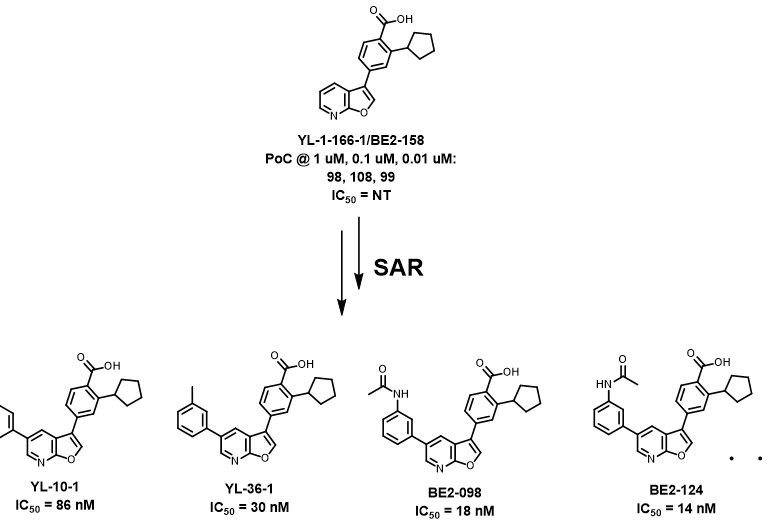 O
OH
N
O
YL-1-166-1/BE2-158
PoC @ 1 uM, 0.1 uM, 0.01 uM:
98, 108, 99
IC50 = NT
SAR
O
OH
N
O
YL-10-1
IC50 = 86 nM
O
OH
N
O
YL-36-1
IC50 = 30 nM
O
NH
O
OH
N
O
BE2-098
IC50 = 18 nM
O
HN
O
OH
N
O
BE2-124
IC50 = 14 nM
. .